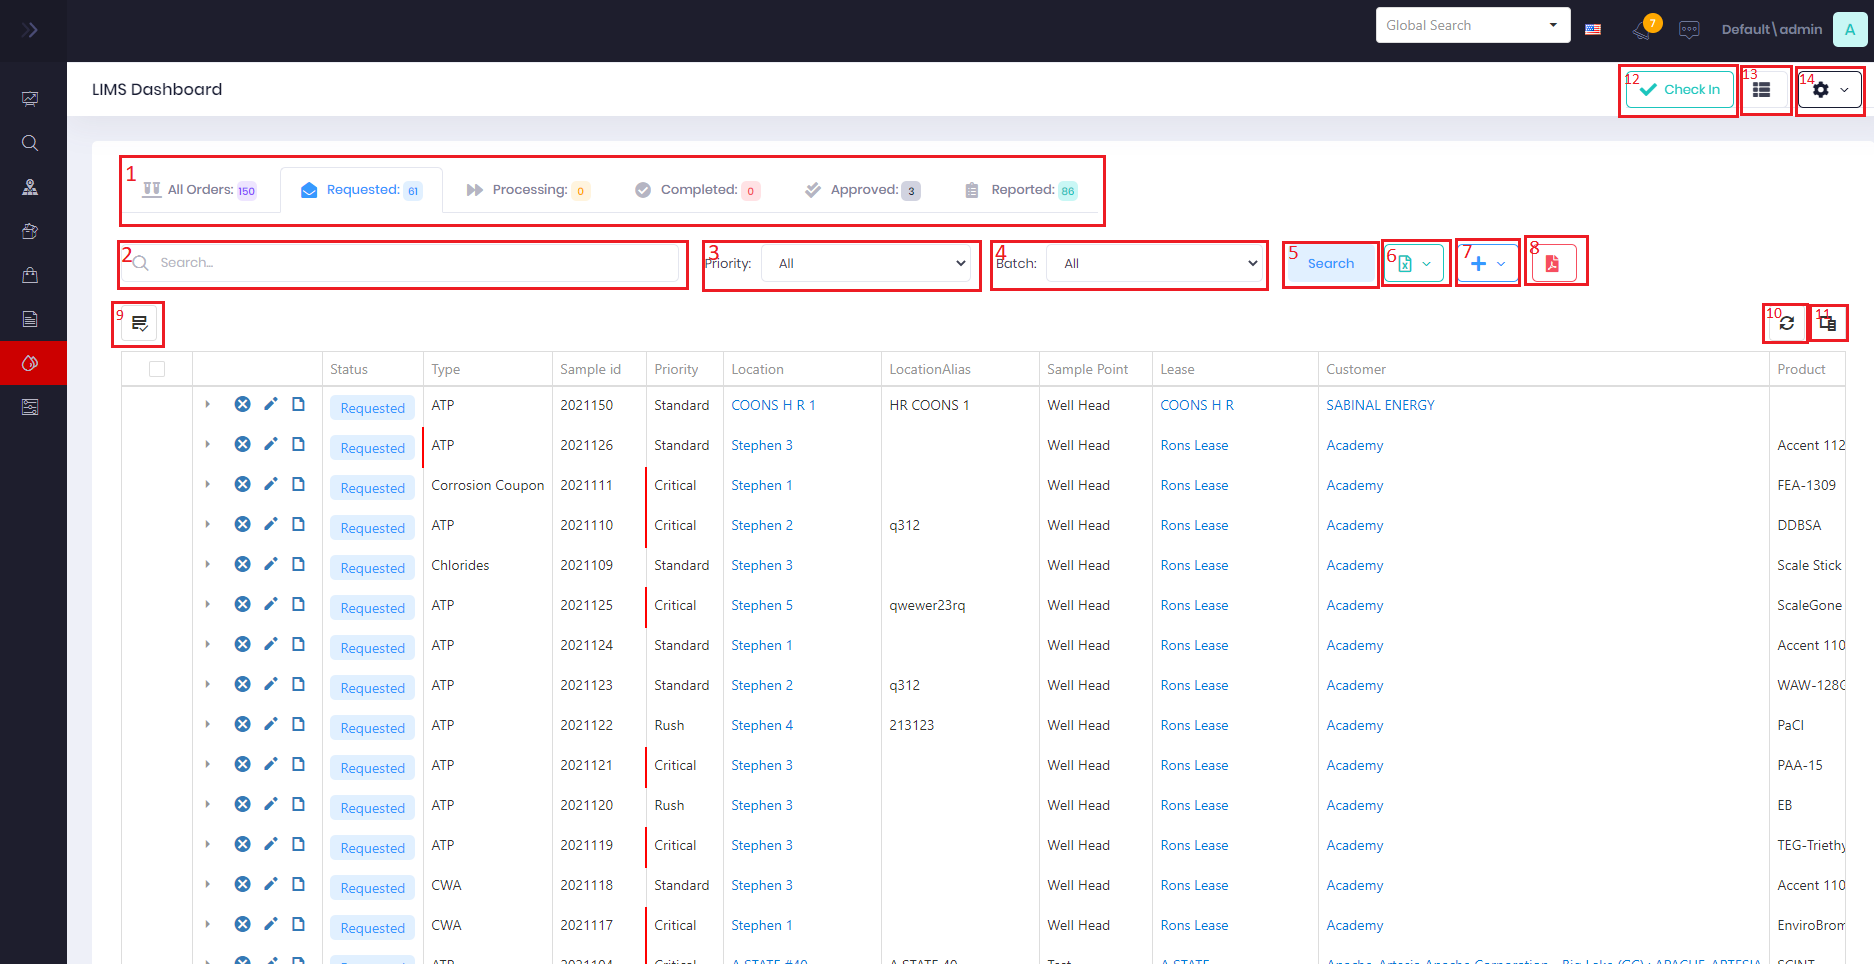 Global Search
7
Default\admin
A
LIMS Dashboard
12 Check In
13
14
1 All Orders: 150 Requested: 61 Processing: 0 Completed: 0 Approved: 3 Reported: 86
2 Search...
3 Priority: All
4 Batch: All
5 Search
6
7
8
9
10
11
Status Type Sample id Priority Location LocationAlias Sample Point Lease Customer Product
Requested ATP 2021150 Standard COONS H R 1 HR COONS 1 Well Head COONS H R SABINAL ENERGY
Requested ATP 2021126 Standard Stephen 3 Well Head Rons Lease Academy Accent 112
Requested Corrosion Coupon 2021111 Critical Stephen 1 Well Head Rons Lease Academy FEA-1309
Requested ATP 2021110 Critical Stephen 2 q312 Well Head Rons Lease Academy DDBSA
Requested Chlorides 2021109 Standard Stephen 3 Well Head Rons Lease Academy Scale Stick
Requested ATP 2021125 Critical Stephen 5 qwewer23rq Well Head Rons Lease Academy ScaleGone
Requested ATP 2021124 Standard Stephen 1 Well Head Rons Lease Academy Accent 110
Requested ATP 2021123 Standard Stephen 2 q312 Well Head Rons Lease Academy WAW-128
Requested ATP 2021122 Rush Stephen 4 213123 Well Head Rons Lease Academy PaCl
Requested ATP 2021121 Critical Stephen 3 Well Head Rons Lease Academy PAA-15
Requested ATP 2021120 Rush Stephen 3 Well Head Rons Lease Academy EB
Requested ATP 2021119 Critical Stephen 3 Well Head Rons Lease Academy TEG-Triethy
Requested CWA 2021118 Standard Stephen 3 Well Head Rons Lease Academy Accent 110
Requested CWA 2021117 Critical Stephen 1 Well Head Rons Lease Academy EnviroBrom
ATP 2021104 Critical A STATE #40 A STATE 40 Test A STATE